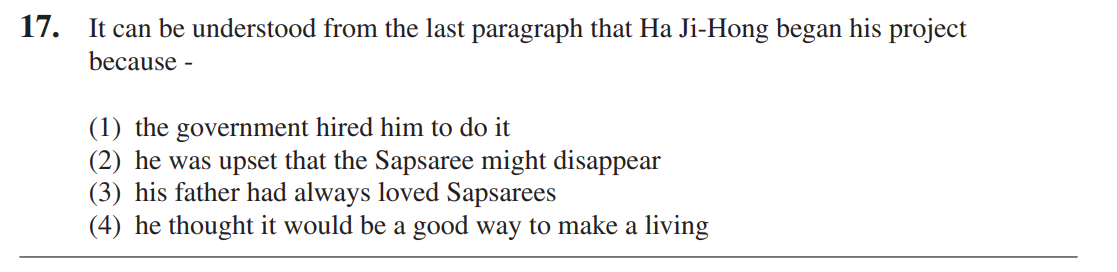 17. It can be understood from the last paragraph that Ha Ji-Hong began his project
because -
(1) the government hired him to do it
(2) he was upset that the Sapsaree might disappear
(3) his father had always loved Sapsarees
(4) he thought it would be a good way to make a living